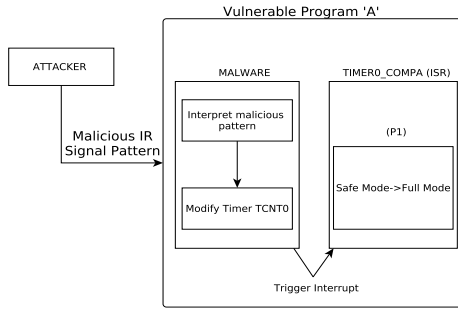 Vulnerable Program 'A'
ATTACKER
Malicious IR
Signal Pattern
MALWARE
Interpret malicious
pattern
Modify Timer TCNT0
TIMER0_COMPA (ISR)
(P1)
Safe Mode->Full Mode
Trigger Interrupt